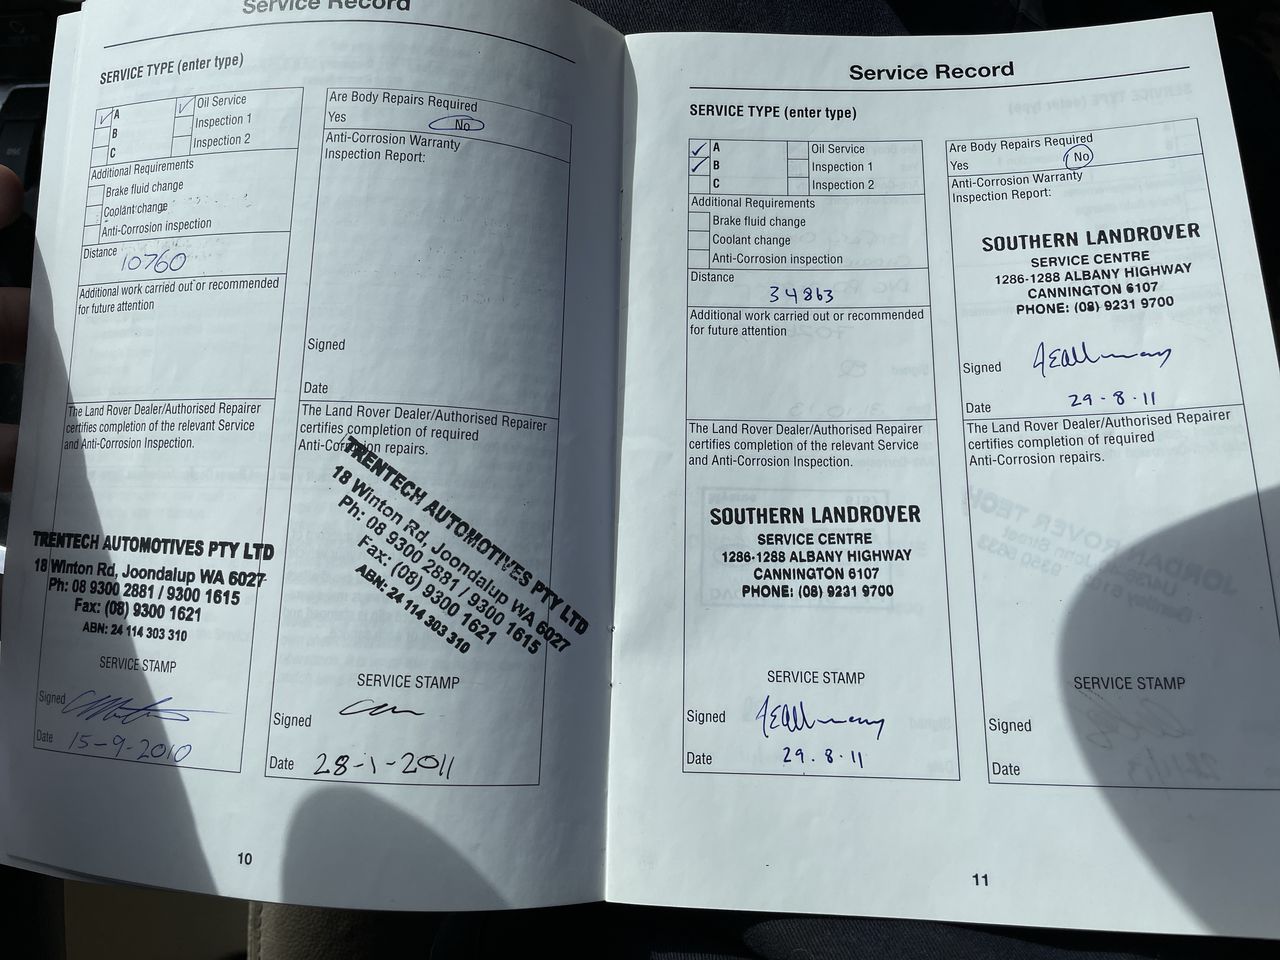 Service Record
SERVICE TYPE (enter type)
A
B
C
Oil Service
Inspection 1
Inspection 2
Additional Requirements
Brake fluid change
Coolant change
Anti-Corrosion inspection
Distance
10760
Additional work carried out or recommended
for future attention
The Land Rover Dealer/Authorised Repairer
certifies completion of the relevant Service
and Anti-Corrosion Inspection.
TRENTECH AUTOMOTIVES PTY LTD
18 Winton Rd, Joondalup WA 6027
Ph: 08 9300 2881 / 9300 1615
Fax: (08) 9300 1621
ABN: 24 114 303 310
SERVICE STAMP
Signed
Date 15-9-2010
Are Body Repairs Required
Yes No
Anti-Corrosion Warranty
Inspection Report:
Signed
Date
The Land Rover Dealer/Authorised Repairer
certifies completion of required
Anti-Corrosion repairs.
TRENTECH AUTOMOTIVES PTY LTD
18 Winton Rd, Joondalup WA 6027
Ph: 08 9300 2881 / 9300 1615
Fax: (08) 9300 1621
ABN: 24 114 303 310
SERVICE STAMP
Signed
Date 28-1-2011
10
Service Record
SERVICE TYPE (enter type)
A
B
C
Oil Service
Inspection 1
Inspection 2
Additional Requirements
Brake fluid change
Coolant change
Anti-Corrosion inspection
Distance
34863
Additional work carried out or recommended
for future attention
The Land Rover Dealer/Authorised Repairer
certifies completion of the relevant Service
and Anti-Corrosion Inspection.
SOUTHERN LANDROVER
SERVICE CENTRE
1286-1288 ALBANY HIGHWAY
CANNINGTON 6107
PHONE: (08) 9231 9700
SERVICE STAMP
Signed
Date 29.8.11
Are Body Repairs Required
Yes No
Anti-Corrosion Warranty
Inspection Report:
SOUTHERN LANDROVER
SERVICE CENTRE
1286-1288 ALBANY HIGHWAY
CANNINGTON 6107
PHONE: (08) 9231 9700
Signed
Date 29-8-11
The Land Rover Dealer/Authorised Repairer
certifies completion of required
Anti-Corrosion repairs.
SERVICE STAMP
Signed
Date
11